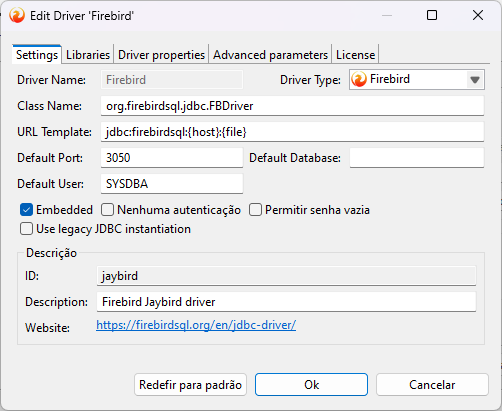 Edit Driver 'Firebird'
Settings Libraries Driver properties Advanced parameters License
Driver Name: Firebird Driver Type: Firebird
Class Name: org.firebirdsql.jdbc.FBDriver
URL Template: jdbc:firebirdsql:{host}:{file}
Default Port: 3050 Default Database:
Default User: SYSDBA
Embedded Nenhuma autenticação Permitir senha vazia
Use legacy JDBC instantiation
Descrição
ID: jaybird
Description: Firebird Jaybird driver
Website: https://firebirdsql.org/en/jdbc-driver/
Redefir para padrão Ok Cancelar